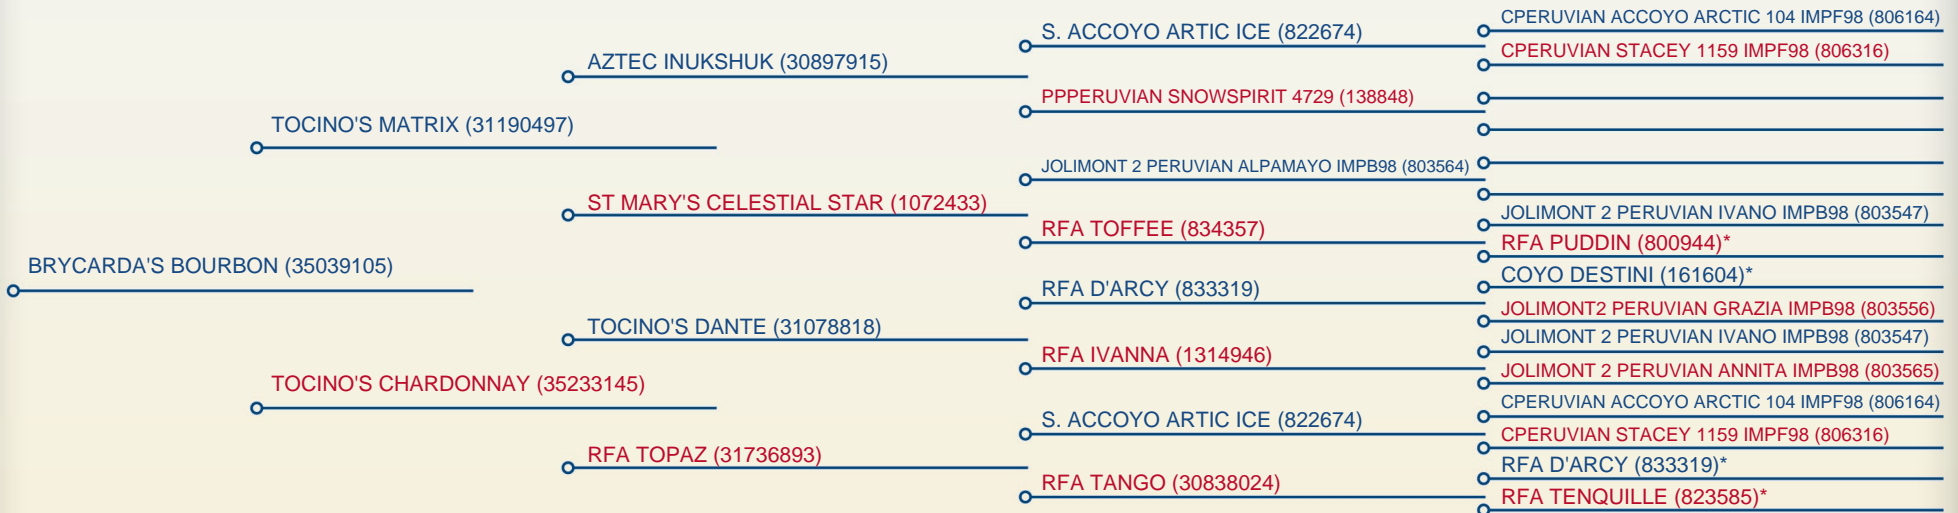 CPERUVIAN ACCOYO ARCTIC 104 IMPF98 (806164)
S. ACCOYO ARTIC ICE (822674)
CPERUVIAN STACEY 1159 IMPF98 (806316)
AZTEC INUKSHUK (30897915)
PPPERUVIAN SNOWSPIRIT 4729 (138848)
TOCINO'S MATRIX (31190497)
JOLIMONT 2 PERUVIAN ALPAMAYO IMPB98 (803564)
ST MARY'S CELESTIAL STAR (1072433)
JOLIMONT 2 PERUVIAN IVANO IMPB98 (803547)
RFA TOFFEE (834357)
RFA PUDDIN (800944)*
BRYCARDA'S BOURBON (35039105)
COYO DESTINI (161604)*
RFA D'ARCY (833319)
JOLIMONT2 PERUVIAN GRAZIA IMPB98 (803556)
TOCINO'S DANTE (31078818)
JOLIMONT 2 PERUVIAN IVANO IMPB98 (803547)
RFA IVANNA (1314946)
JOLIMONT 2 PERUVIAN ANNITA IMPB98 (803565)
TOCINO'S CHARDONNAY (35233145)
CPERUVIAN ACCOYO ARCTIC 104 IMPF98 (806164)
S. ACCOYO ARTIC ICE (822674)
CPERUVIAN STACEY 1159 IMPF98 (806316)
RFA TOPAZ (31736893)
RFA D'ARCY (833319)*
RFA TANGO (30838024)
RFA TENQUILLE (823585)*